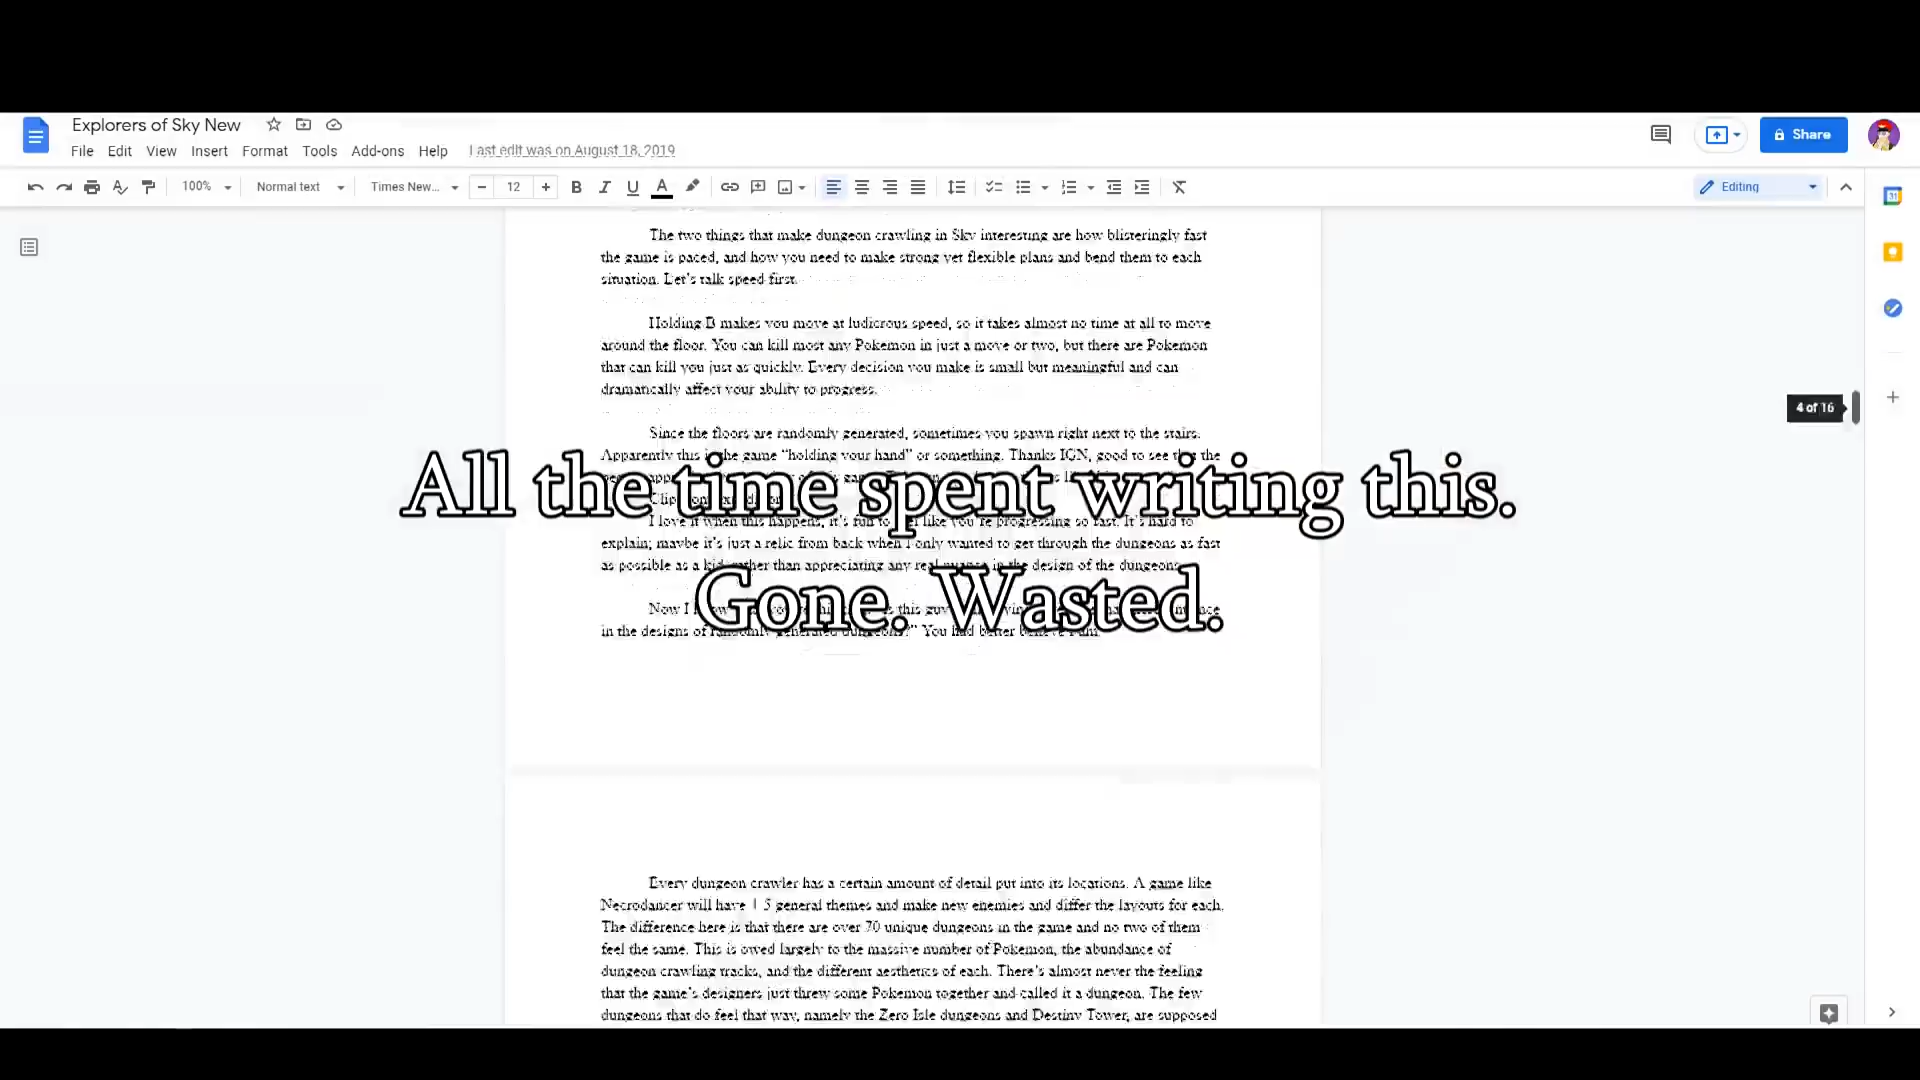 Explorers of Sky New
File Edit View Insert Format Tools Add-ons Help Last edit was on August 18, 2019
Share
100% Normal text Times New... 12 Editing
The two things that make dungeon crawling in Sky interesting are how blisteringly fast
the game is paced, and how you need to make strong yet flexible plans and bend them to each
situation. Let's talk speed first.
Holding B makes you move at ludicrous speed, so it takes almost no time at all to move
around the floor. You can kill most any Pokemon in just a move or two, but there are Pokemon
that can kill you just as quickly. Every decision you make is small but meaningful and can
dramatically affect your ability to progress.
4 of 16
Since the floors are randomly generated, sometimes you spawn right next to the stairs.
Apparently this is the game “holding your hand” or something. Thanks IGN, good to see that the
All the time spent writing this.
I love it when this happens, it's fun to feel like you're progressing so fast. It's hard to
explain; maybe it's just a relic from back when I only wanted to get through the dungeons as fast
as possible as a kid rather than appreciating any real nuance in the design of the dungeons
Gone. Wasted.
Now I this guy
in the designs of randomly generated dungeons?” You had better believe I am.
Every dungeon crawler has a certain amount of detail put into its locations. A game like
Necrodancer will have 5 general themes and make new enemies and differ the layouts for each.
The difference here is that there are over 70 unique dungeons in the game and no two of them
feel the same. This is owed largely to the massive number of Pokemon, the abundance of
dungeon crawling tracks, and the different aesthetics of each. There's almost never the feeling
that the game's designers just threw some Pokemon together and called it a dungeon. The few
dungeons that do feel that way, namely the Zero Isle dungeons and Destiny Tower, are supposed